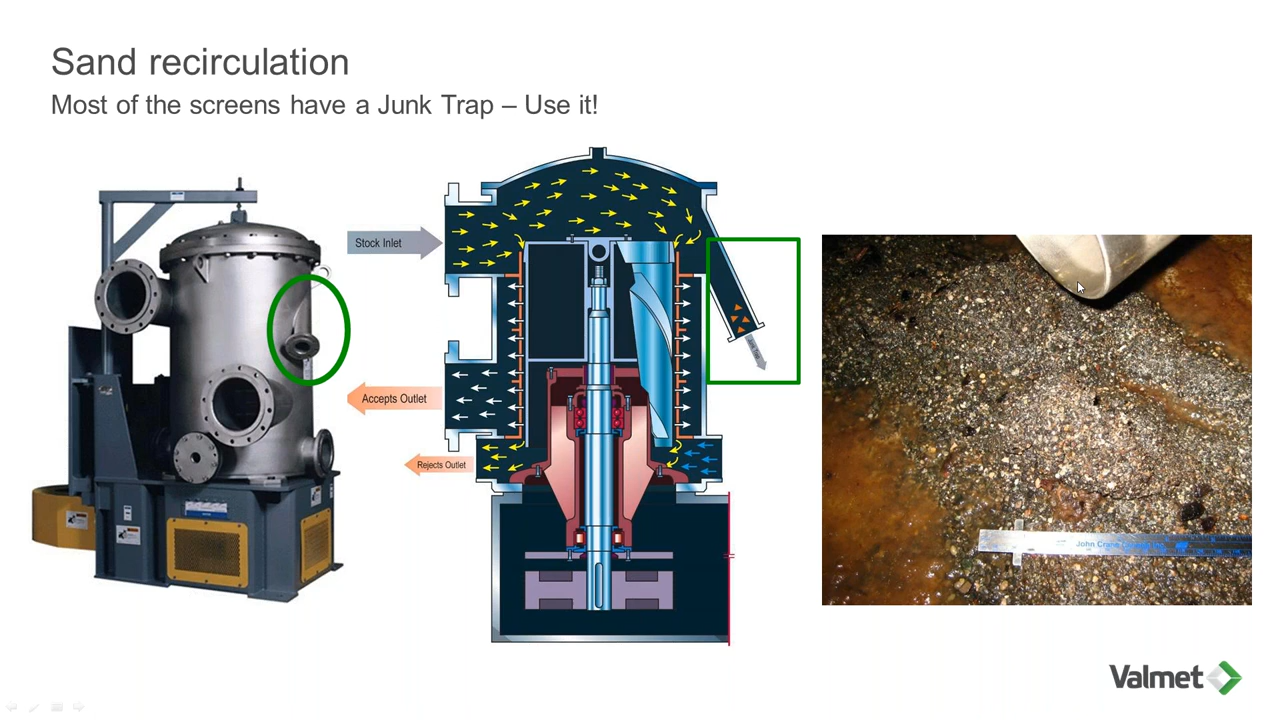 Sand recirculation
Most of the screens have a Junk Trap – Use it!
Stock Inlet
Accepts Outlet
Rejects Outlet
John Crane
Valmet